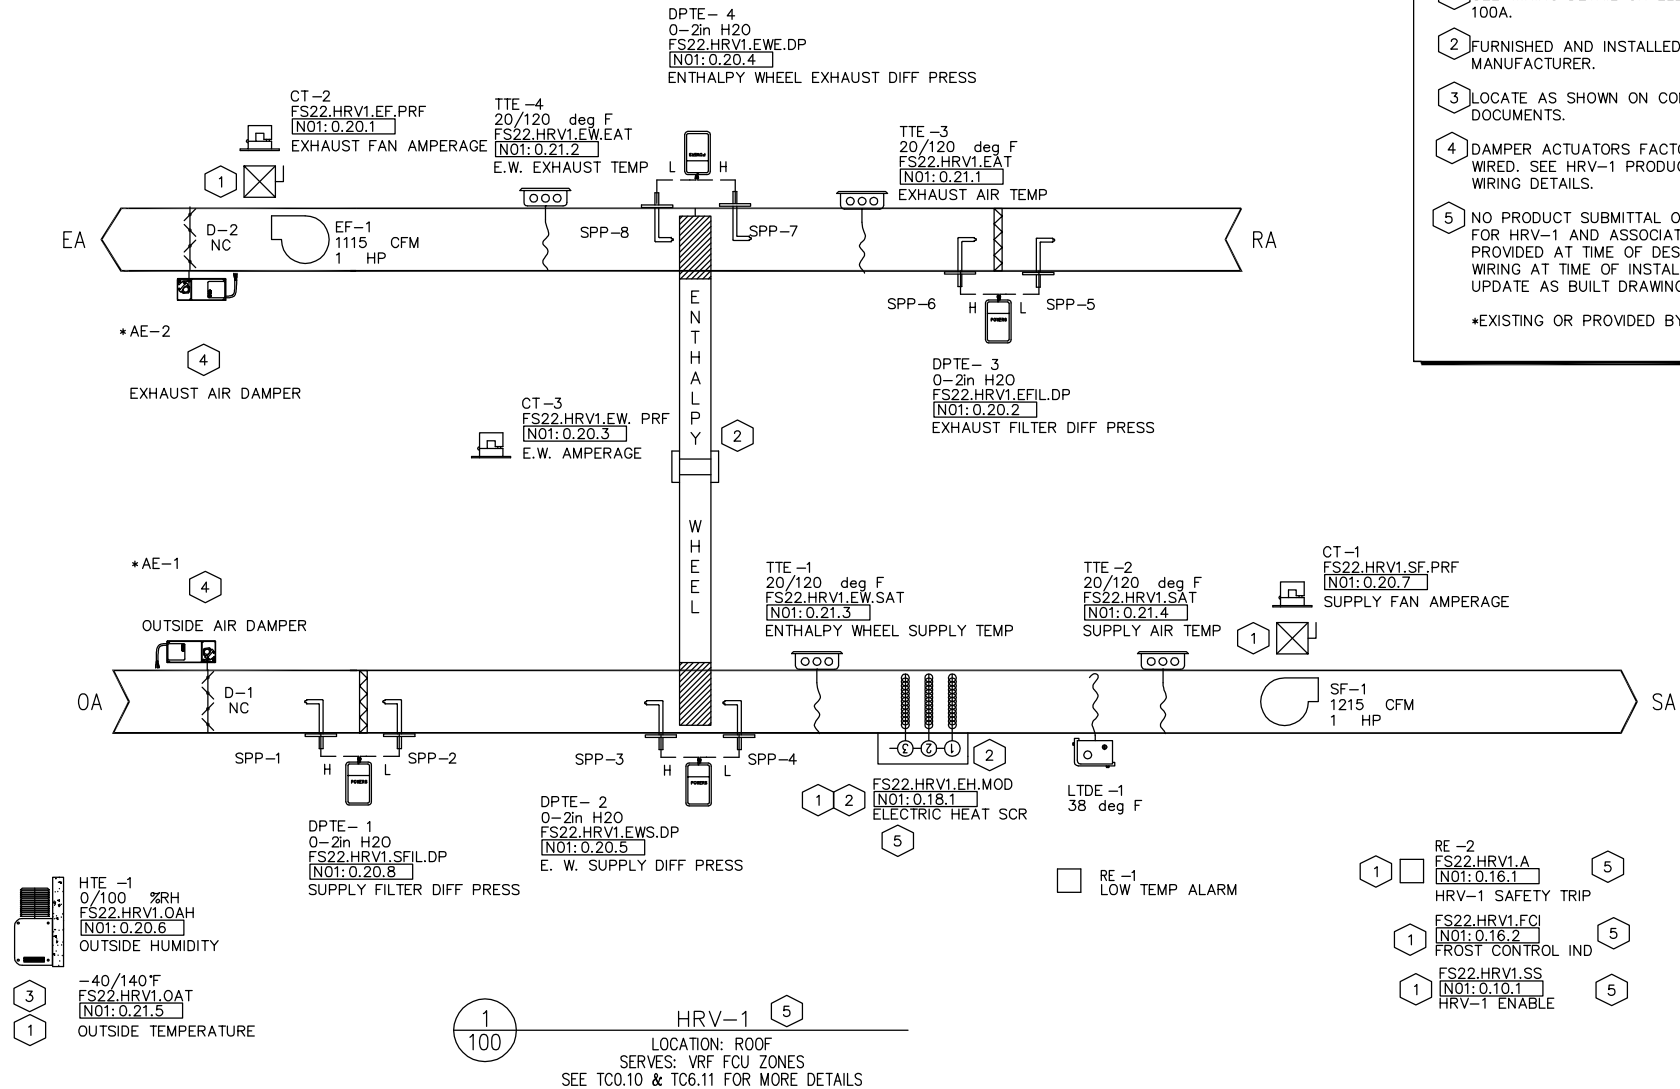 DPTE- 4
0-2in H2O
FS22.HRV1.EWE.DP
N01: 0.20.4
ENTHALPY WHEEL EXHAUST DIFF PRESS
CT-2
FS22.HRV1.EF.PRF
N01: 0.20.1
EXHAUST FAN AMPERAGE
1
TTE -4
20/120 deg F
FS22.HRV1.EW.EAT
N01: 0.21.2
E.W. EXHAUST TEMP
POWERS
L H
TTE -3
20/120 deg F
FS22.HRV1.EAT
N01: 0.21.1
EXHAUST AIR TEMP
EA
D-2
NC
EF-1
1115 CFM
1 HP
SPP-8
SPP-7
RA
*AE-2
4
EXHAUST AIR DAMPER
SPP-6
H L
SPP-5
POWERS
DPTE- 3
0-2in H2O
FS22.HRV1.EFIL.DP
N01: 0.20.2
EXHAUST FILTER DIFF PRESS
ENTHALPY
WHEEL
2
CT-3
FS22.HRV1.EW. PRF
N01: 0.20.3
E.W. AMPERAGE
100A.
2 FURNISHED AND INSTALLED
MANUFACTURER.
3 LOCATE AS SHOWN ON
DOCUMENTS.
4 DAMPER ACTUATORS
WIRED. SEE HRV-1
WIRING DETAILS.
5 NO PRODUCT SUBMITTAL
FOR HRV-1 AND
PROVIDED AT TIME OF
WIRING AT TIME OF
UPDATE AS BUILT
*EXISTING OR PROVIDED BY
*AE-1
4
OUTSIDE AIR DAMPER
TTE -1
20/120 deg F
FS22.HRV1.EW.SAT
N01: 0.21.3
ENTHALPY WHEEL SUPPLY TEMP
TTE -2
20/120 deg F
FS22.HRV1.SAT
N01: 0.21.4
SUPPLY AIR TEMP
CT-1
FS22.HRV1.SF.PRF
N01: 0.20.7
SUPPLY FAN AMPERAGE
1
OA
D-1
NC
SF-1
1215 CFM
1 HP
SA
SPP-1
H L
SPP-2
POWERS
SPP-3
H L
SPP-4
POWERS
3 2 1
2
1 2
FS22.HRV1.EH.MOD
N01: 0.18.1
ELECTRIC HEAT SCR
5
LTDE -1
38 deg F
DPTE- 1
0-2in H2O
FS22.HRV1.SFIL.DP
N01: 0.20.8
SUPPLY FILTER DIFF PRESS
DPTE- 2
0-2in H2O
FS22.HRV1.EWS.DP
N01: 0.20.5
E. W. SUPPLY DIFF PRESS
RE -1
LOW TEMP ALARM
HTE -1
0/100 %RH
FS22.HRV1.OAH
N01: 0.20.6
OUTSIDE HUMIDITY
3
1
-40/140°F
FS22.HRV1.OAT
N01: 0.21.5
OUTSIDE TEMPERATURE
1
RE -2
FS22.HRV1.A
N01: 0.16.1
HRV-1 SAFETY TRIP
5
1
FS22.HRV1.FCI
N01: 0.16.2
FROST CONTROL IND
5
1
FS22.HRV1.SS
N01: 0.10.1
HRV-1 ENABLE
5
1
100
HRV-1
5
LOCATION: ROOF
SERVES: VRF FCU ZONES
SEE TC0.10 & TC6.11 FOR MORE DETAILS